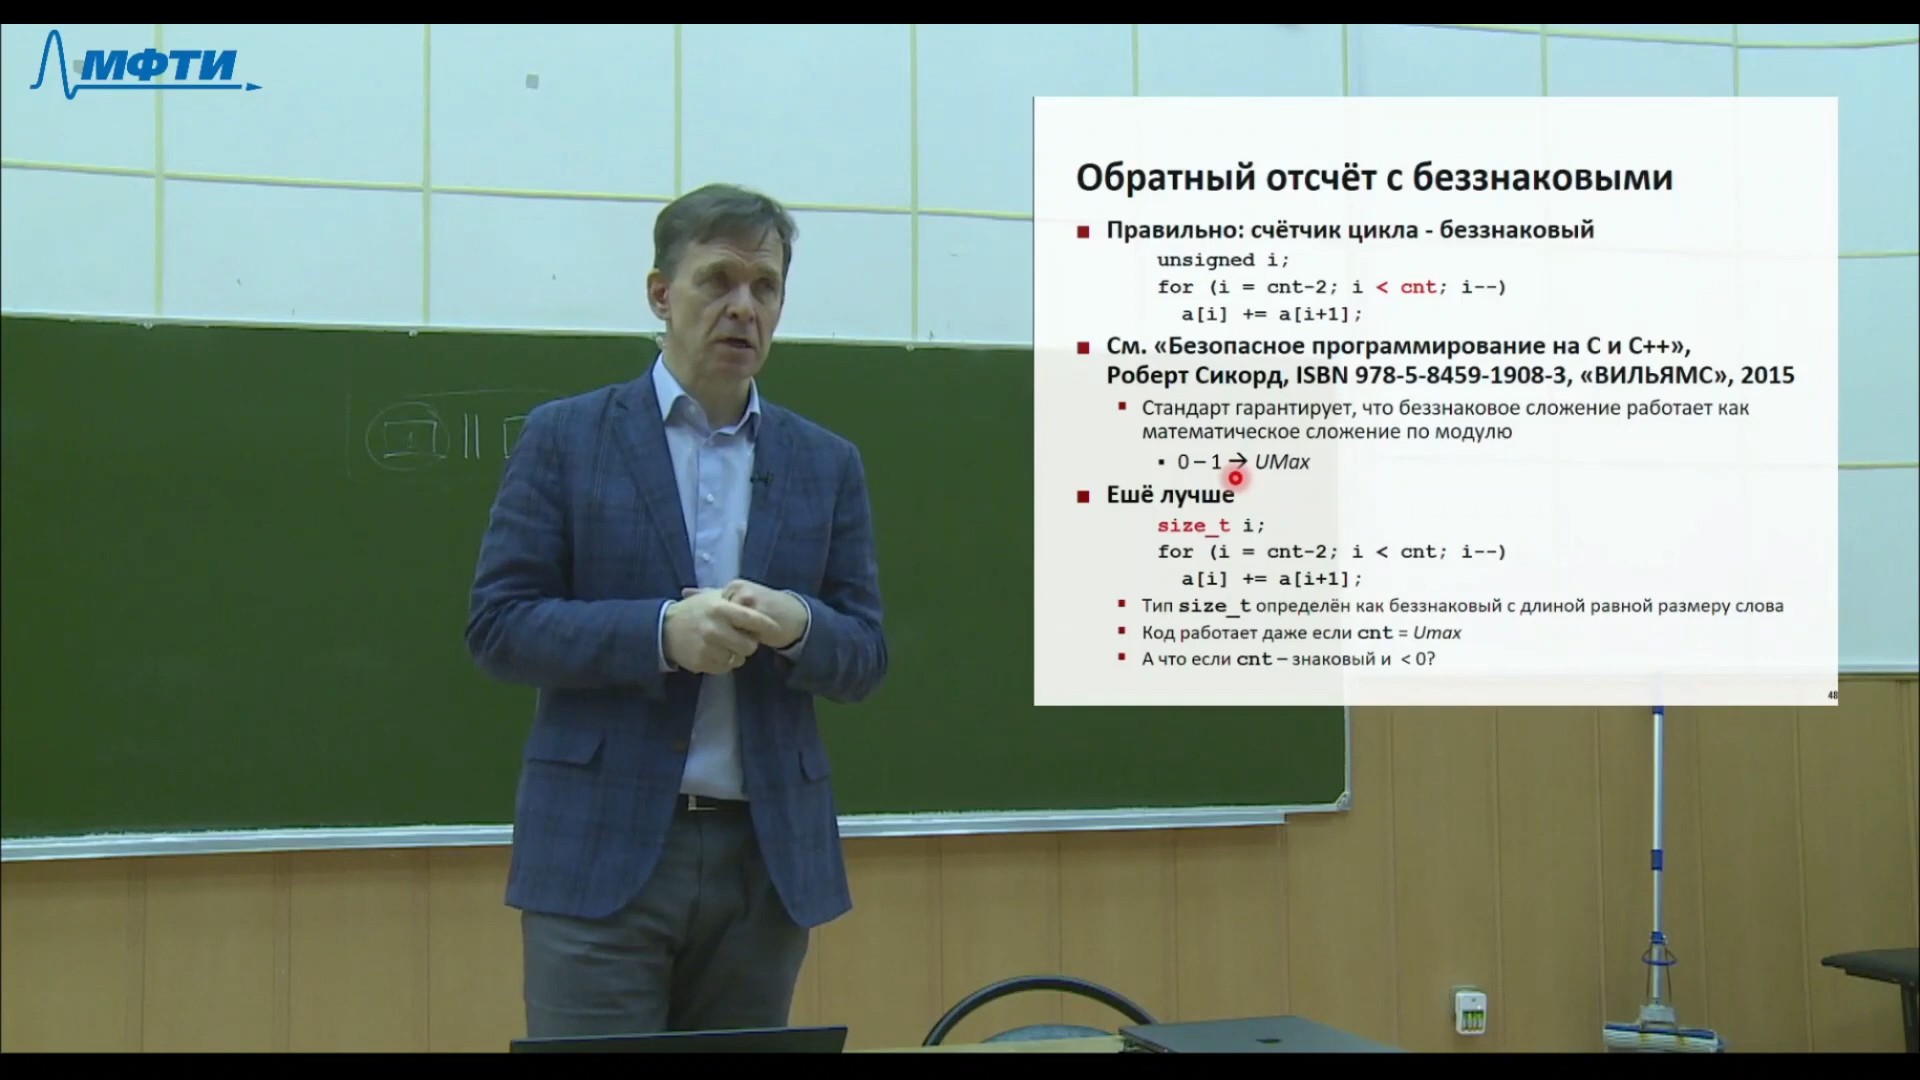 МФТИ
Обратный отсчёт с беззнаковыми
Правильно: счётчик цикла - беззнаковый
unsigned i;
for (i = cnt-2; i < cnt; i--)
a[i] += a[i+1];
См. «Безопасное программирование на С и С++»,
Роберт Сикорд, ISBN 978-5-8459-1908-3, «ВИЛЬЯМС», 2015
Стандарт гарантирует, что беззнаковое сложение работает как
математическое сложение по модулю
0 – 1 → UMax
Ешё лучше
size_t i;
for (i = cnt-2; i < cnt; i--)
a[i] += a[i+1];
Тип size_t определён как беззнаковый с длиной равной размеру слова
Код работает даже если cnt = Umax
А что если cnt – знаковый и < 0?
48